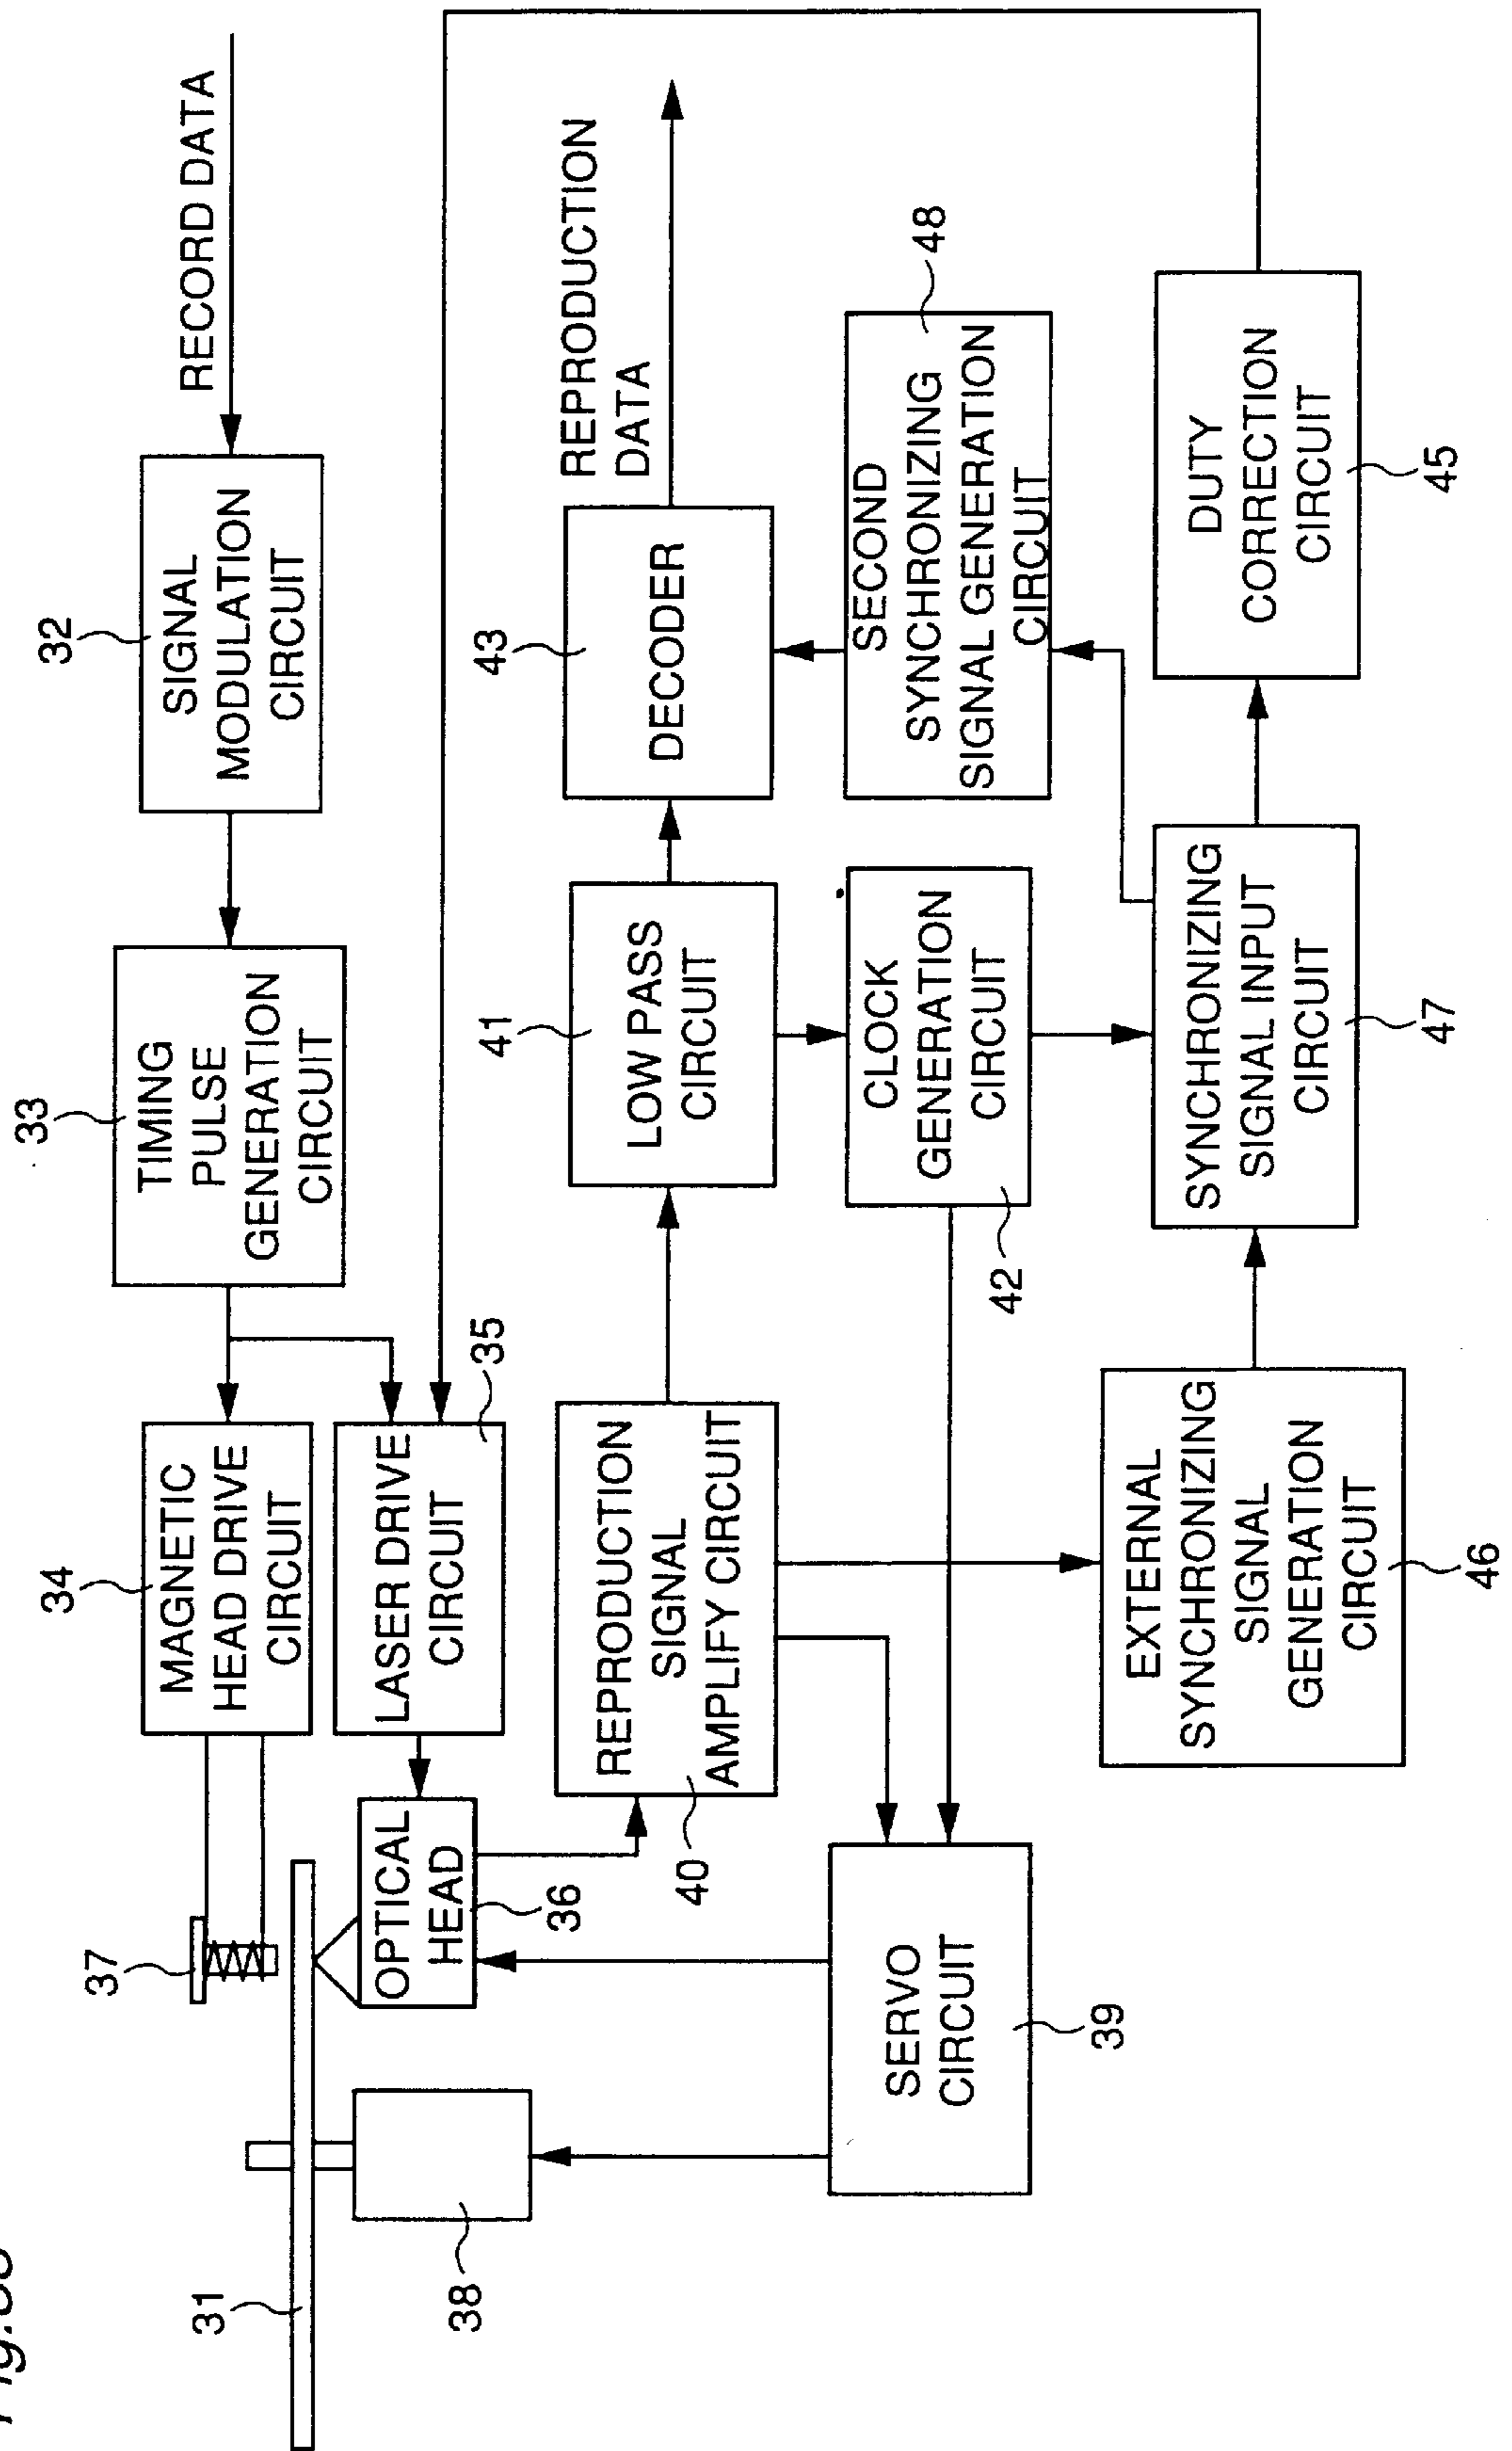 Fig.
RECORD DATA
32
SIGNAL
MODULATION
CIRCUIT
33
TIMING
PULSE
GENERATION
CIRCUIT
34
MAGNETIC
HEAD DRIVE
CIRCUIT
37
LASER DRIVE
CIRCUIT
35
OPTICAL
HEAD
36
31
38
REPRODUCTION
SIGNAL
AMPLIFY CIRCUIT
40
41
LOW PASS
CIRCUIT
43
DECODER
REPRODUCTION
DATA
CLOCK
GENERATION
CIRCUIT
42
SECOND
SYNCHRONIZING
SIGNAL GENERATION
CIRCUIT
48
SERVO
CIRCUIT
39
EXTERNAL
SYNCHRONIZING
SIGNAL
GENERATION
CIRCUIT
46
SYNCHRONIZING
SIGNAL INPUT
CIRCUIT
47
DUTY
CORRECTION
CIRCUIT
45